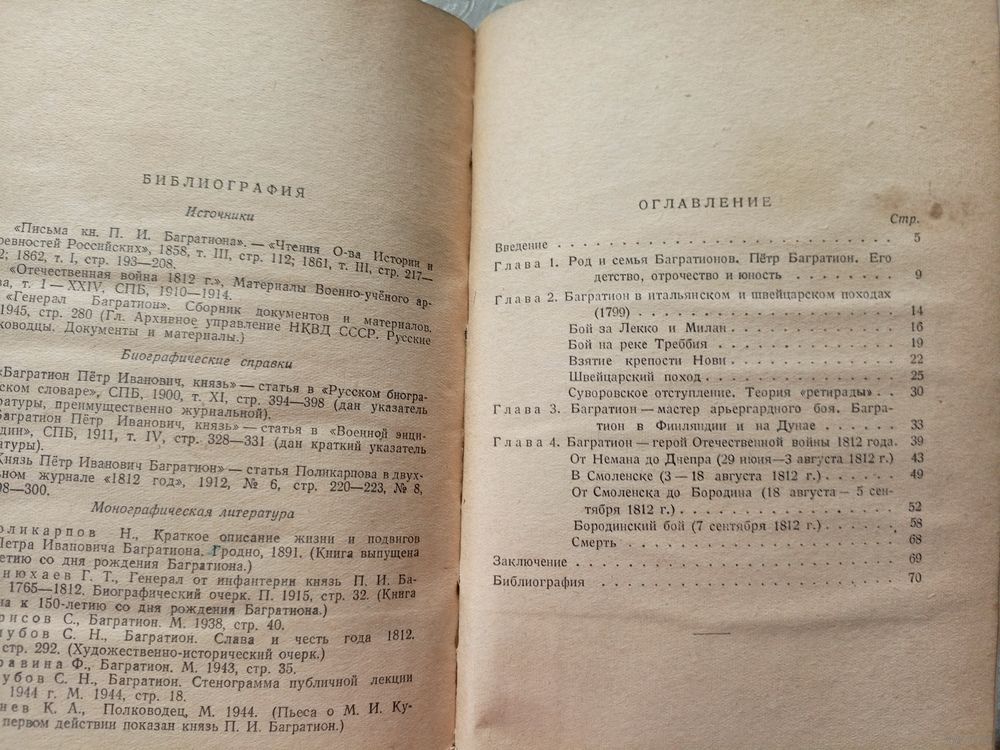 БИБЛИОГРАФИЯ
Источники
«Письма кн. П. И. Багратиона». — «Чтения О-ва Истории и
ревностей Российских», 1858, т. III, стр. 112; 1861, т. III, стр. 217—
2; 1862, т. I, стр. 193—208.
«Отечественная война 1812 г.», Материалы Военно-учёного ар-
ва, т. I — XXIV, СПБ, 1910—1914.
«Генерал Багратион». Сборник документов и материалов.
1945, стр. 280 (Гл. Архивное управление НКВД СССР. Русские
ководцы. Документы и материалы.)
Биографические справки
«Багратион Пётр Иванович, князь» — статья в «Русском биогра-
ском словаре», СПБ, 1900, т. XI, стр. 394—398 (дан указатель
ратуры, преимущественно журнальной).
Багратион Пётр Иванович, князь» — статья в «Военной энци-
дии», СПБ, 1911, т. IV, стр. 328—331 (дан краткий указатель
ратуры).
Князь Пётр Иванович Багратион» — статья Поликарпова в двух-
льном журнале «1812 год», 1912, № 6, стр. 220—223, № 8,
98—300.
Монографическая литература
оликарпов Н., Краткое описание жизни и подвигов
Петра Ивановича Багратиона. Гродно, 1891. (Книга выпущена
летию со дня рождения Багратиона.)
нюхаев Г. Т., Генерал от инфантерии князь П. И. Ба-
1765—1812. Биографический очерк. П. 1915, стр. 32. (Книга
на к 150-летию со дня рождения Багратиона.)
рисов С., Багратион. М. 1938, стр. 40.
лубов С. Н., Багратион. Слава и честь года 1812.
стр. 292. (Художественно-исторический очерк.)
равина Ф., Багратион. М. 1943, стр. 35.
убов С. Н., Багратион. Стенограмма публичной лекции
1944 г. М. 1944, стр. 18.
нев К. А., Полководец, М. 1944. (Пьеса о М. И. Ку-
первом действии показан князь П. И. Багратион.)
ОГЛАВЛЕНИЕ
Стр.
Введение . . . 5
Глава 1. Род и семья Багратионов. Пётр Багратион. Его
детство, отрочество и юность . . . 9
Глава 2. Багратион в итальянском и швейцарском походах
(1799) . . . 14
Бой за Лекко и Милан . . . 16
Бой на реке Треббия . . . 19
Взятие крепости Нови . . . 22
Швейцарский поход . . . 25
Суворовское отступление. Теория «ретирады» . . 30
Глава 3. Багратион — мастер арьергардного боя. Багра-
тион в Финляндии и на Дунае . . . 33
Глава 4. Багратион — герой Отечественной войны 1812 года. 39
От Немана до Днепра (29 июня—3 августа 1812 г.) 43
В Смоленске (3 — 18 августа 1812 г.) . . . 49
От Смоленска до Бородина (18 августа — 5 сен-
тября 1812 г.) . . . 52
Бородинский бой (7 сентября 1812 г.) . . . 58
Смерть . . . 68
Заключение . . . 69
Библиография . . . 70